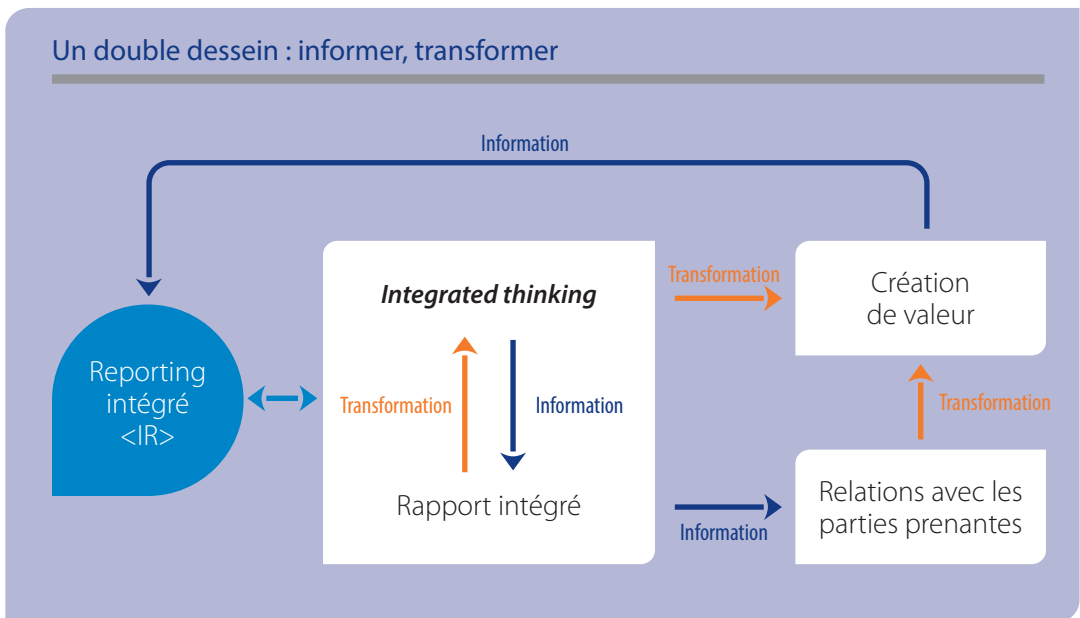 Un double dessein : informer, transformer
Information
Reporting
intégré
<IR>
Integrated thinking
Transformation
Information
Rapport intégré
Transformation
Information
Création
de valeur
Transformation
Relations avec les
parties prenantes